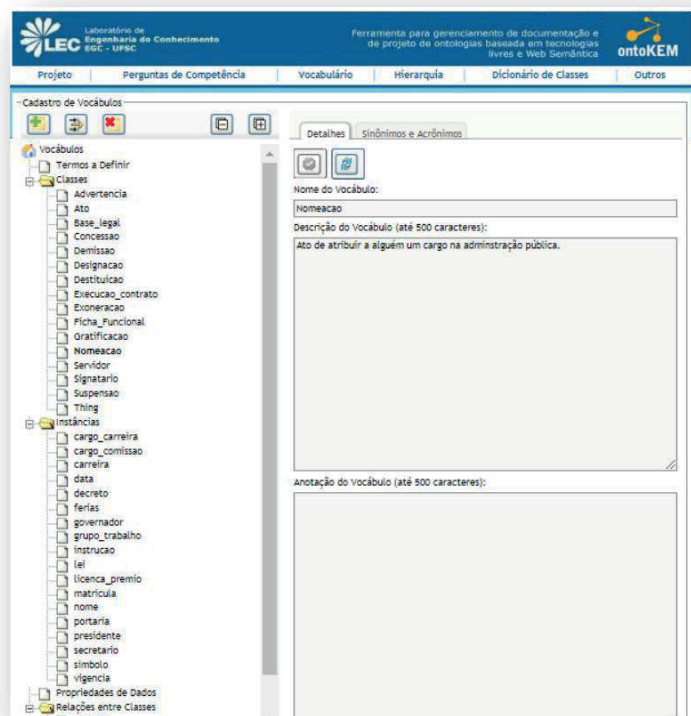 LEC
Laboratório de
Engenharia do Conhecimento
EGC - UFSC
Ferramenta para gerenciamento de documentação e
de projeto de ontologias baseada em tecnologias
livres e Web Semântica
ontoKEM
Projeto | Perguntas de Competência | Vocabulário | Hierarquia | Dicionário de Classes | Outros
Cadastro de Vocábulos
Vocábulos
Termos a Definir
Classes
Advertencia
Ato
Base_legal
Concessao
Demissao
Designacao
Destituicao
Execucao_contrato
Exoneracao
Ficha_Funcional
Gratificacao
Nomeacao
Servidor
Signatario
Suspensao
Thing
Instâncias
cargo_carreira
cargo_comissao
carreira
data
decreto
ferias
governador
grupo_trabalho
instrucao
lei
licenca_premio
matricula
nome
portaria
presidente
secretario
simbolo
vigencia
Propriedades de Dados
Relações entre Classes
Detalhes
Sinônimos e Acrônimos
Nome do Vocábulo:
Nomeacao
Descrição do Vocábulo (até 500 caracteres):
Ato de atribuir a alguém um cargo na adminstração pública.
Anotação do Vocábulo (até 500 caracteres):